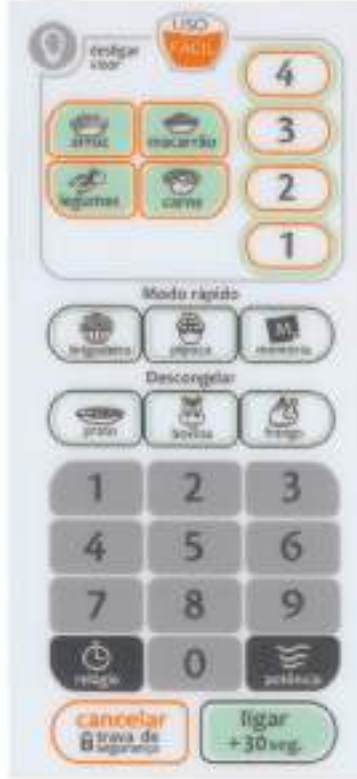 desligar
visor
USO
FÁCIL
4
arroz
macarrão
3
legumes
carne
2
1
Modo rápido
brigadeiro
pipoca
memória
Descongelar
prato
bovina
frango
1 2 3
4 5 6
7 8 9
relógio
0
potência
cancelar
trava de
segurança
ligar
+30seg.